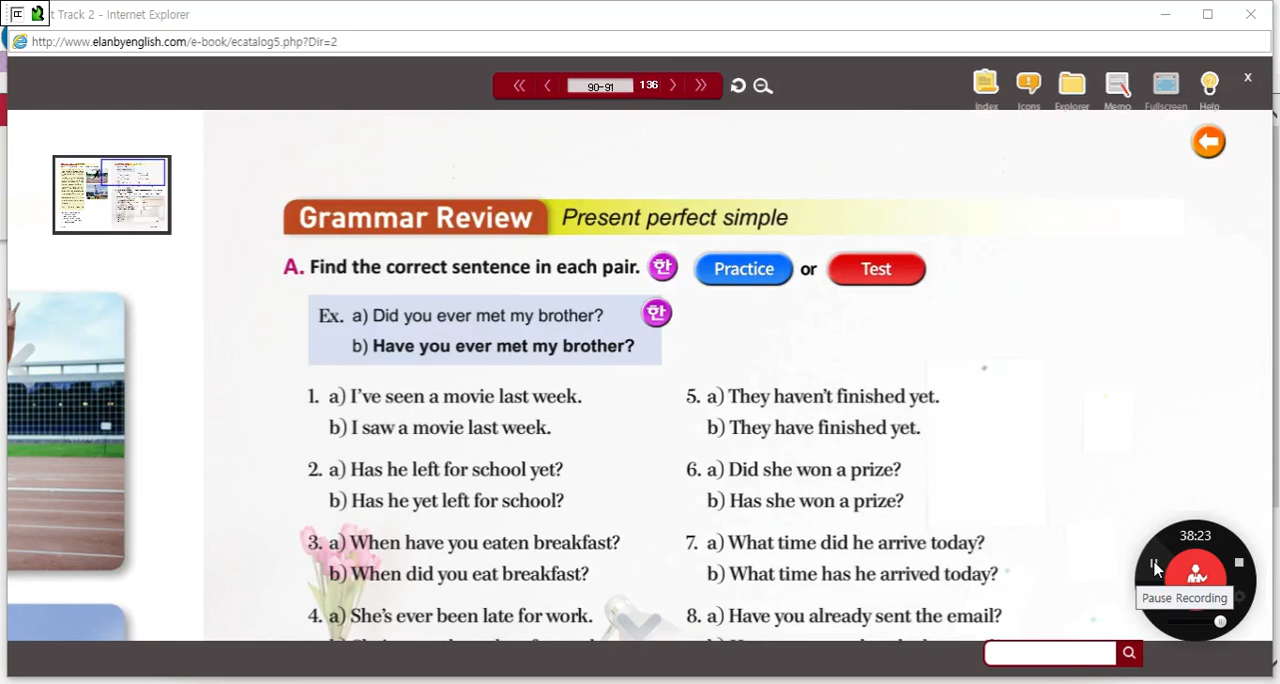 t Track 2 - Internet Explorer
http://www.elanbyenglish.com/e-book/ecatalog5.php?Dir=2
90-91 136
Index Icons Explorer Memo Fullscreen Help
Grammar Review Present perfect simple
A. Find the correct sentence in each pair. 한 Practice or Test
Ex. a) Did you ever met my brother? 한
b) Have you ever met my brother?
1. a) I've seen a movie last week.
b) I saw a movie last week.
2. a) Has he left for school yet?
b) Has he yet left for school?
3. a) When have you eaten breakfast?
b) When did you eat breakfast?
4. a) She's ever been late for work.
5. a) They haven't finished yet.
b) They have finished yet.
6. a) Did she won a prize?
b) Has she won a prize?
7. a) What time did he arrive today?
b) What time has he arrived today?
8. a) Have you already sent the email?
38:23
Pause Recording